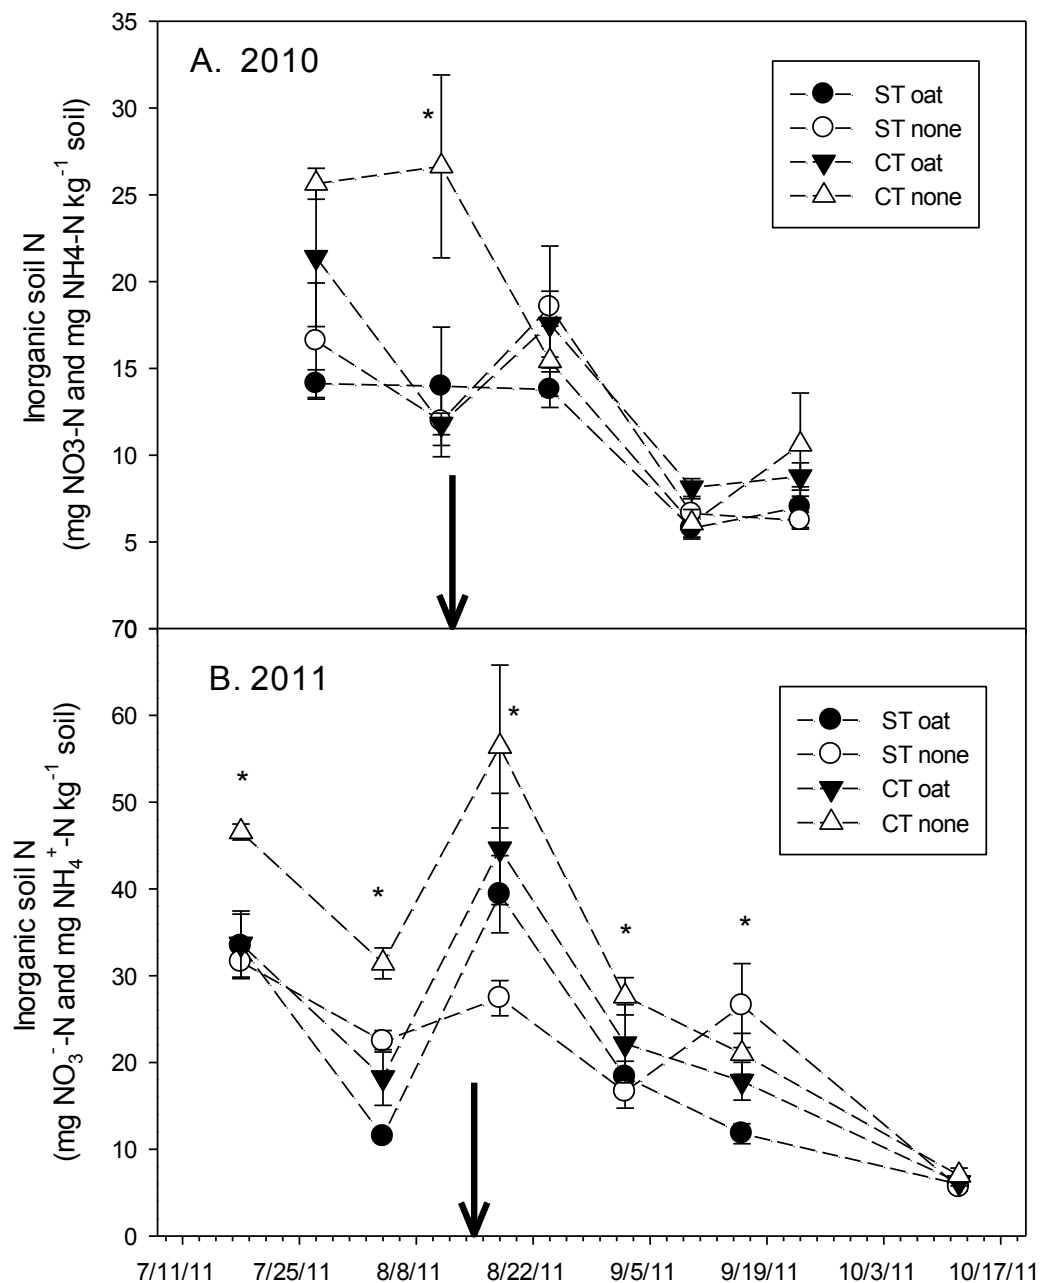 35
A. 2010
30
25
20
15
10
5
Inorganic soil N
(mg NO3-N and mg NH4-N kg⁻¹ soil)
ST oat
ST none
CT oat
CT none
*
70
B. 2011
60
50
40
30
20
10
0
Inorganic soil N
(mg NO₃⁻-N and mg NH₄⁺-N kg⁻¹ soil)
ST oat
ST none
CT oat
CT none
*
*
*
*
*
7/11/11 7/25/11 8/8/11 8/22/11 9/5/11 9/19/11 10/3/11 10/17/11